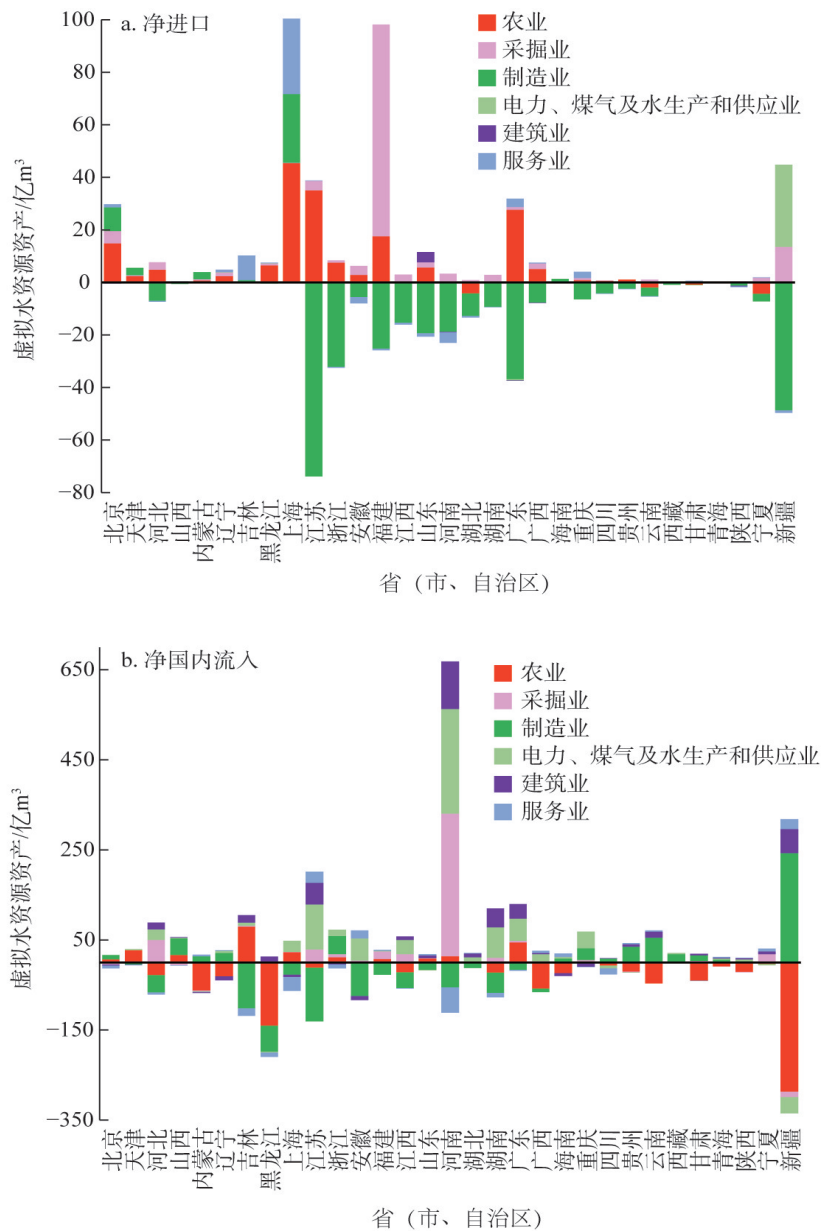 a. 净进口
农业
采掘业
制造业
电力、煤气及水生产和供应业
建筑业
服务业
100
80
60
40
20
0
−20
−40
−60
−80
虚拟水资源资产/亿m³
北京
天津
河北
山西
内蒙古
辽宁
吉林
黑龙江
上海
江苏
浙江
安徽
福建
江西
山东
河南
湖北
湖南
广东
广西
海南
重庆
四川
贵州
云南
西藏
甘肃
青海
陕西
宁夏
新疆
省（市、自治区）
b. 净国内流入
农业
采掘业
制造业
电力、煤气及水生产和供应业
建筑业
服务业
650
450
250
50
−150
−350
虚拟水资源资产/亿m³
北京
天津
河北
山西
内蒙古
辽宁
吉林
黑龙江
上海
江苏
浙江
安徽
福建
江西
山东
河南
湖北
湖南
广东
广西
海南
重庆
四川
贵州
云南
西藏
甘肃
青海
陕西
宁夏
新疆
省（市、自治区）